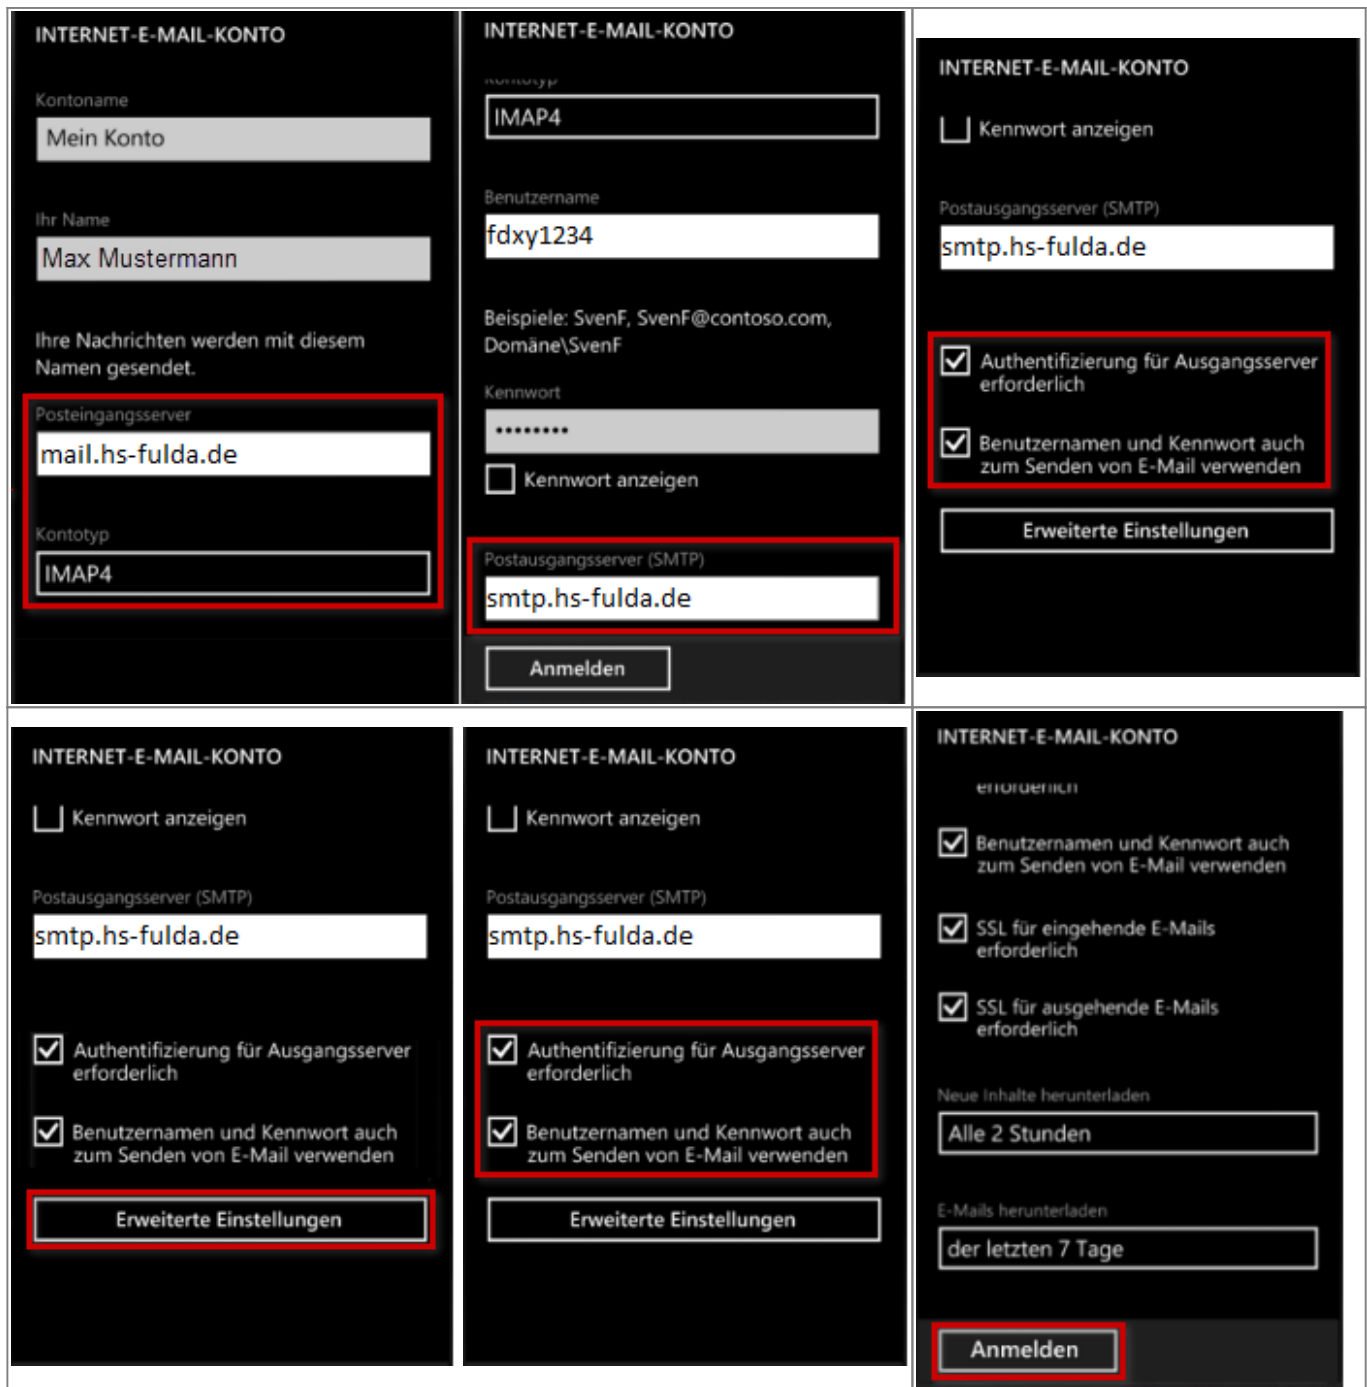 INTERNET-E-MAIL-KONTO
Kontoname
Mein Konto
Ihr Name
Max Mustermann
Ihre Nachrichten werden mit diesem
Namen gesendet.
Posteingangsserver
mail.hs-fulda.de
Kontotyp
IMAP4
INTERNET-E-MAIL-KONTO
Kontotyp
IMAP4
Benutzername
fdxy1234
Beispiele: SvenF, SvenF@contoso.com,
Domäne\SvenF
Kennwort
••••••••
Kennwort anzeigen
Postausgangsserver (SMTP)
smtp.hs-fulda.de
Anmelden
INTERNET-E-MAIL-KONTO
Kennwort anzeigen
Postausgangsserver (SMTP)
smtp.hs-fulda.de
Authentifizierung für Ausgangsserver
erforderlich
Benutzernamen und Kennwort auch
zum Senden von E-Mail verwenden
Erweiterte Einstellungen
INTERNET-E-MAIL-KONTO
Kennwort anzeigen
Postausgangsserver (SMTP)
smtp.hs-fulda.de
Authentifizierung für Ausgangsserver
erforderlich
Benutzernamen und Kennwort auch
zum Senden von E-Mail verwenden
Erweiterte Einstellungen
INTERNET-E-MAIL-KONTO
Kennwort anzeigen
Postausgangsserver (SMTP)
smtp.hs-fulda.de
Authentifizierung für Ausgangsserver
erforderlich
Benutzernamen und Kennwort auch
zum Senden von E-Mail verwenden
Erweiterte Einstellungen
INTERNET-E-MAIL-KONTO
erforderlich
Benutzernamen und Kennwort auch
zum Senden von E-Mail verwenden
SSL für eingehende E-Mails
erforderlich
SSL für ausgehende E-Mails
erforderlich
Neue Inhalte herunterladen
Alle 2 Stunden
E-Mails herunterladen
der letzten 7 Tage
Anmelden